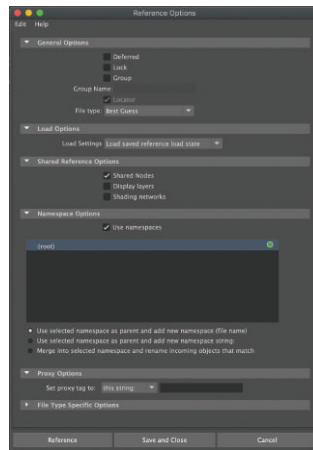 Reference Options
Edit Help
General Options
Deferred
Lock
Group
Group Name:
Locator
File type: Best Guess
Load Options
Load Settings Load saved reference load state
Shared Reference Options
Shared Nodes
Display layers
Shading networks
Namespace Options
Use namespaces
(root)
Use selected namespace as parent and add new namespace (file name)
Use selected namespace as parent and add new namespace string:
Merge into selected namespace and rename incoming objects that match
Proxy Options
Set proxy tag to: this string:
File Type Specific Options
Reference Save and Close Cancel